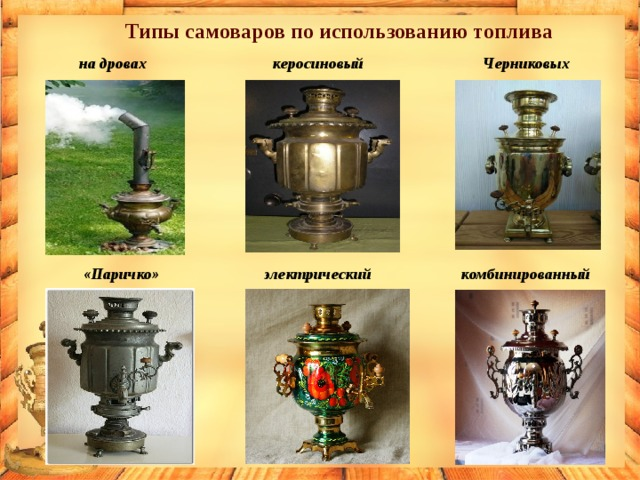 Типы самоваров по использованию топлива
на дровах керосиновый Черниковых
«Паричко» электрический комбинированный